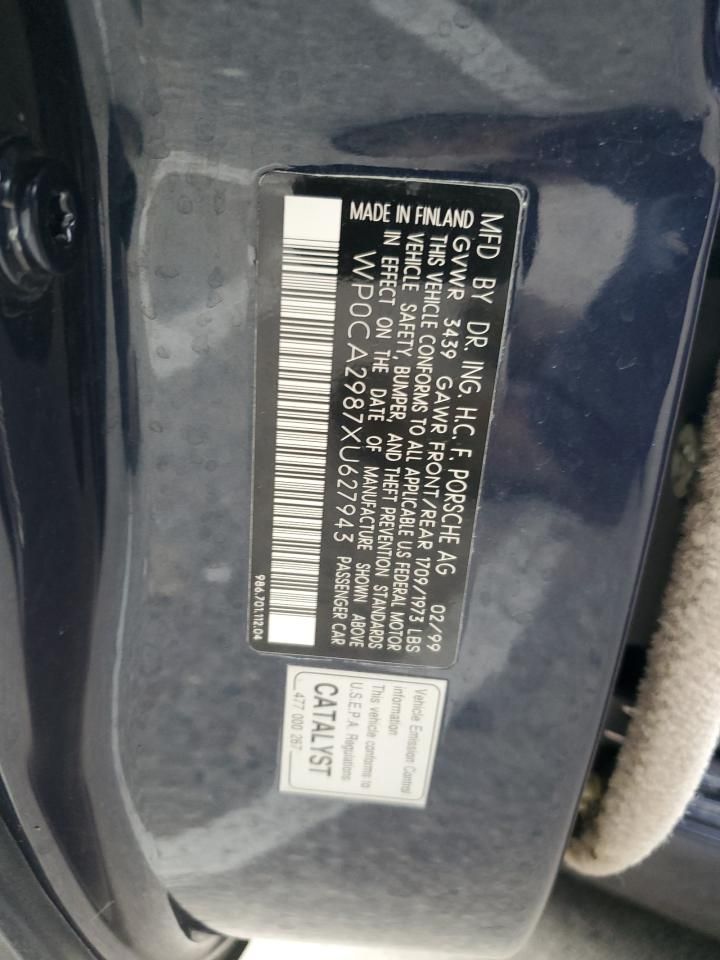 MFD BY DR. ING. H.C. F. PORSCHE AG 02/99
GVWR 3439 GAWR FRONT/REAR 1709/1973 LBS
THIS VEHICLE CONFORMS TO ALL APPLICABLE US FEDERAL MOTOR
VEHICLE SAFETY, BUMPER, AND THEFT PREVENTION STANDARDS
IN EFFECT ON THE DATE OF MANUFACTURE SHOWN ABOVE
MADE IN FINLAND
WP0CA2987XU627943 PASSENGER CAR
986.701.112.04
Vehicle Emission Control
information
This vehicle conforms to
U.S.E.P.A. Regulations
CATALYST
477 000 267